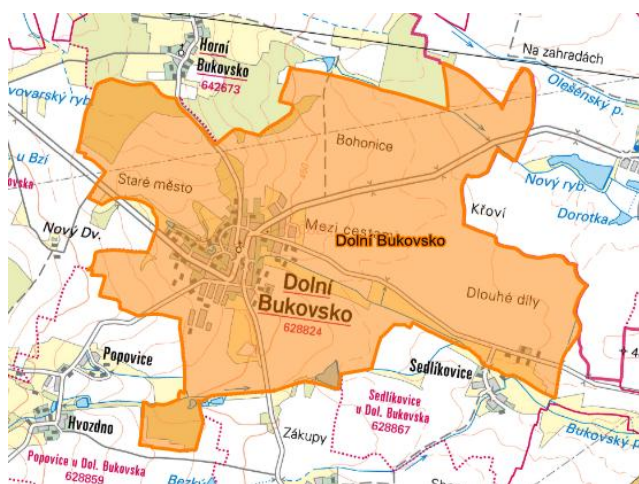 Horní
Bukovsko
642673
Na zahradách
Olešenský p.
vovarský ryb.
Bohonice
u Bzí
Staré město
Nový ryb.
Dorotka
Křoví
Nový Dv.
Mezi cestami
Dolní Bukovsko
Dolní
Bukovsko
628824
Dlouhé díly
Popovice
Sedlíkovice
Hvozdno
Sedlíkovice
u Dol. Bukovska
628867
Zákupy
Bukovský p.
Popovice u Dol. Bukovska
628859